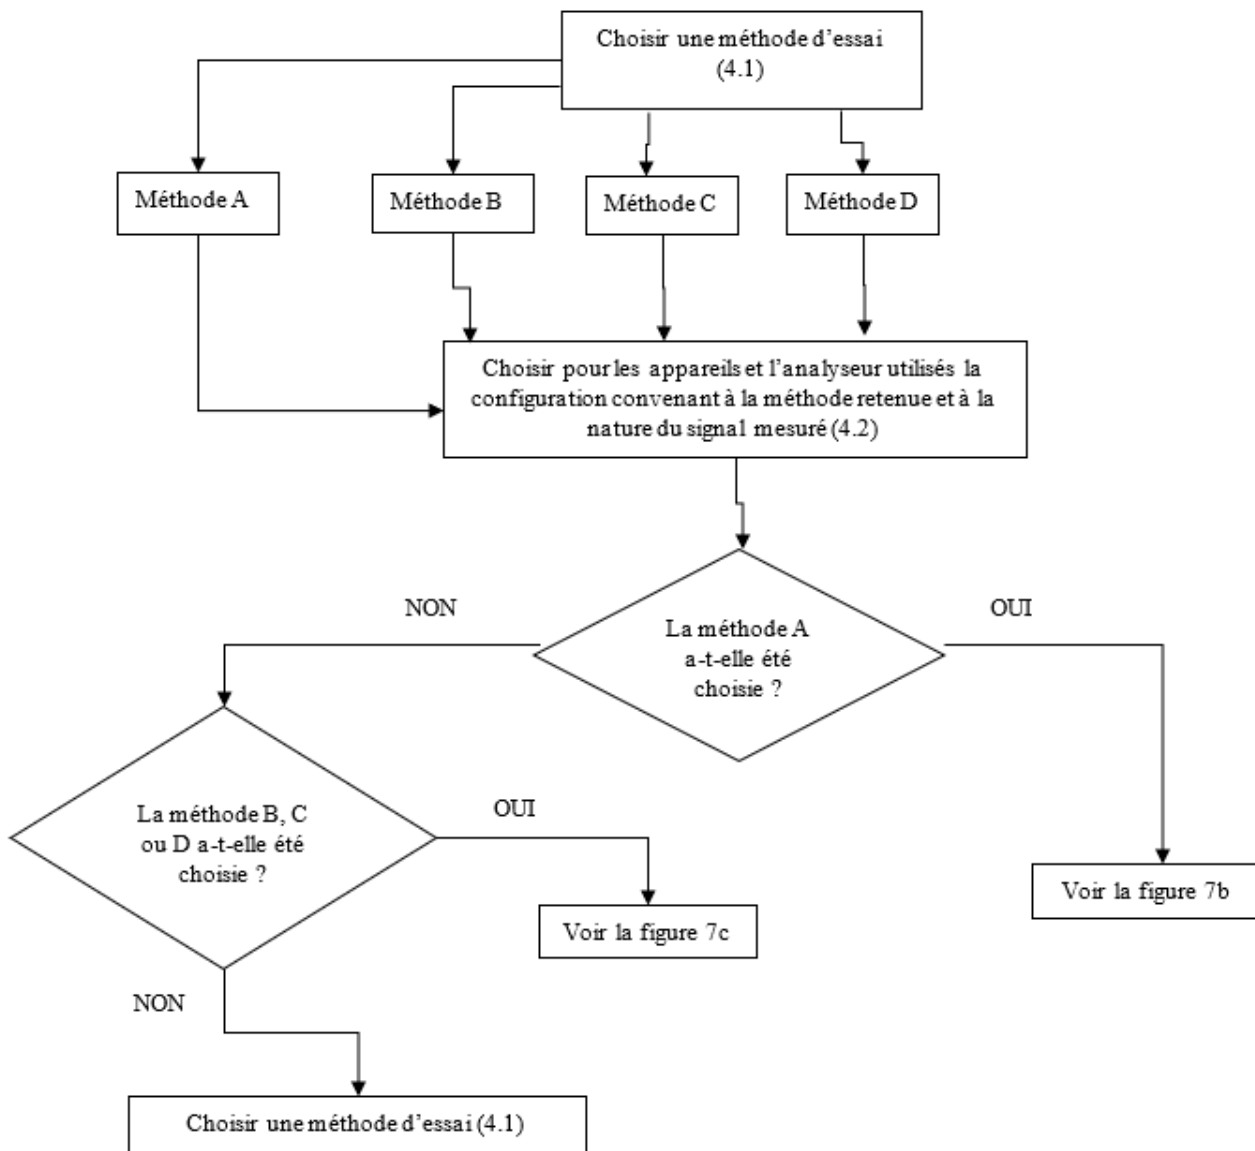 Choisir une méthode d’essai
(4.1)
Méthode A
Méthode B
Méthode C
Méthode D
Choisir pour les appareils et l’analyseur utilisés la
configuration convenant à la méthode retenue et à la
nature du signal mesuré (4.2)
NON
OUI
La méthode A
a-t-elle été
choisie ?
La méthode B, C
ou D a-t-elle été
choisie ?
OUI
Voir la figure 7b
Voir la figure 7c
NON
Choisir une méthode d’essai (4.1)